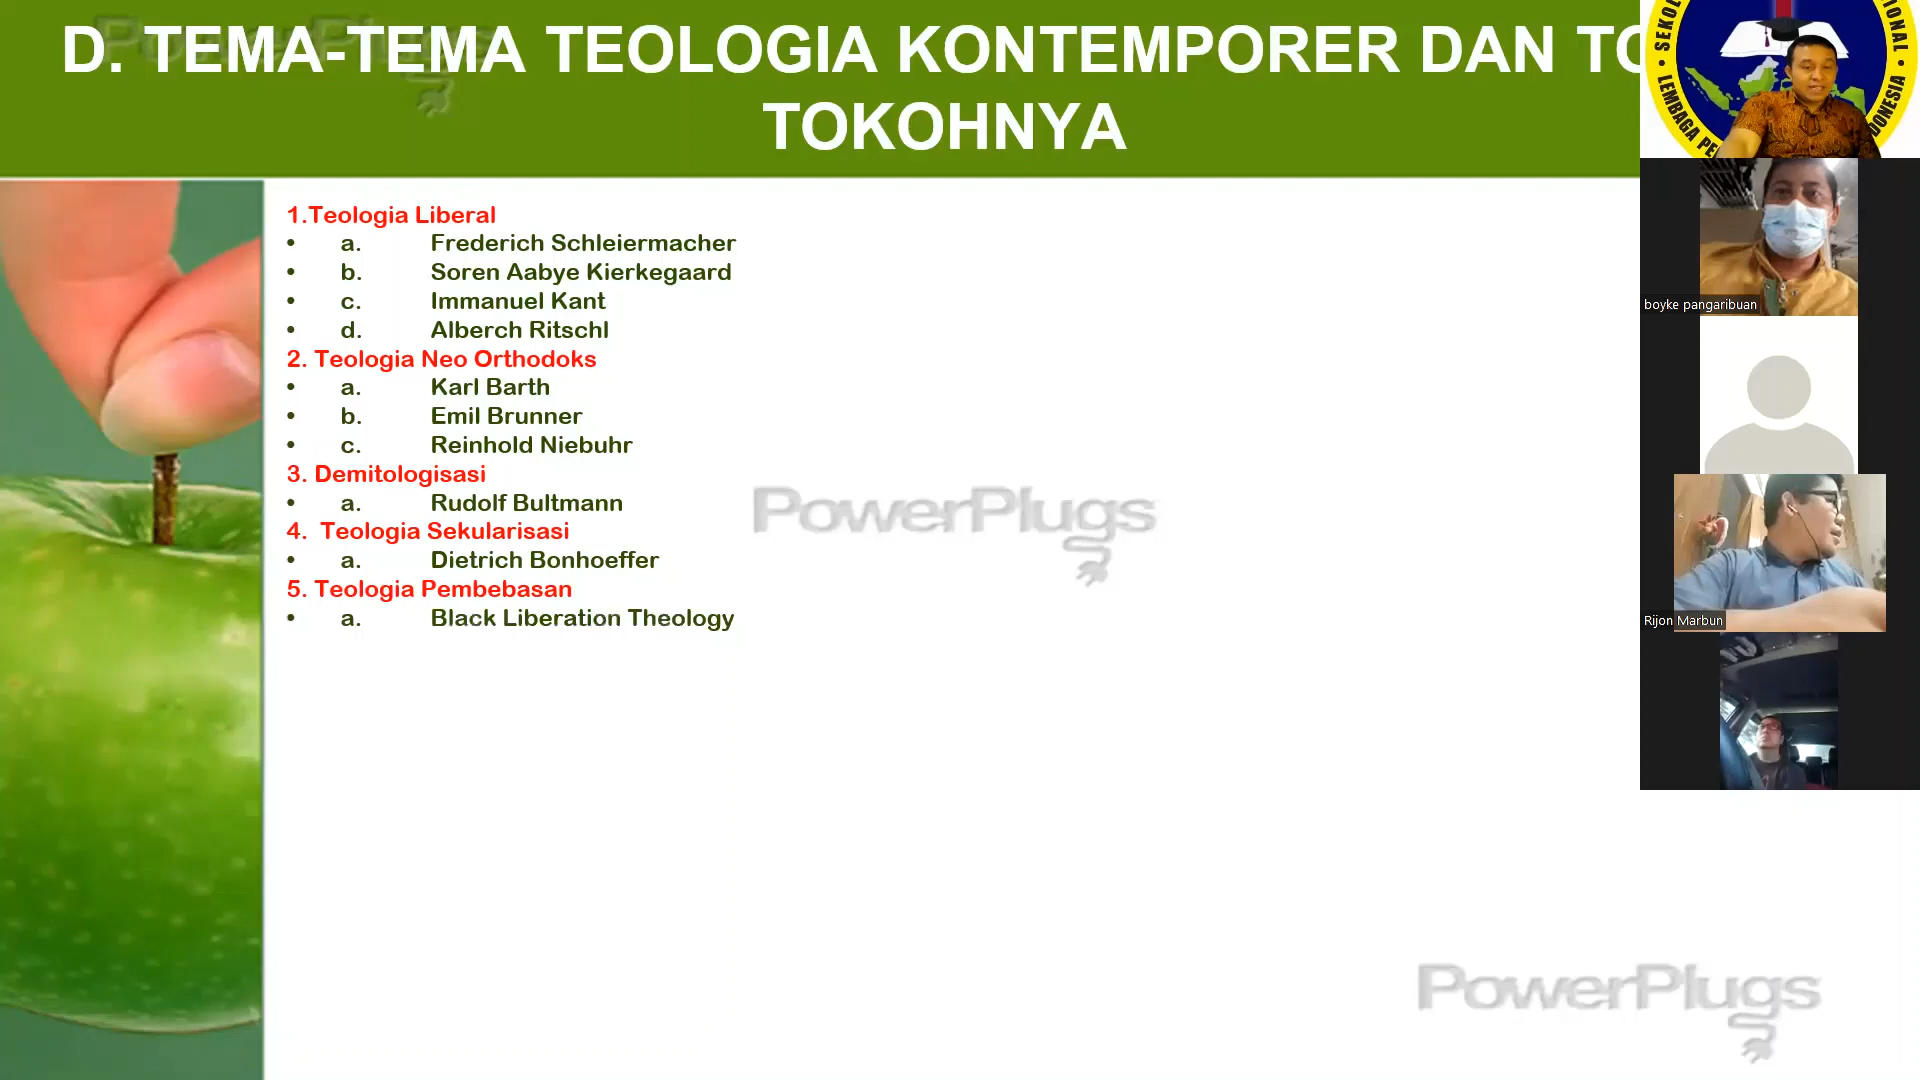 D. TEMA-TEMA TEOLOGIA KONTEMPORER DAN
TOKOHNYA
1.Teologia Liberal
• a. Frederich Schleiermacher
• b. Soren Aabye Kierkegaard
• c. Immanuel Kant
• d. Alberch Ritschl
2. Teologia Neo Orthodoks
• a. Karl Barth
• b. Emil Brunner
• c. Reinhold Niebuhr
3. Demitologisasi
• a. Rudolf Bultmann
4. Teologia Sekularisasi
• a. Dietrich Bonhoeffer
5. Teologia Pembebasan
• a. Black Liberation Theology
PowerPlugs
PowerPlugs
PowerPlugs
LEMBAGA
boyke pangaribuan
Rijon Marbun